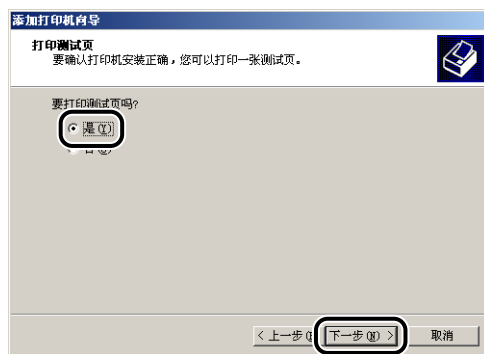 添加打印机向导
打印测试页
要确认打印机安装正确，您可以打印一张测试页。
要打印测试页吗?
是(Y)
< 上一步
下一步(N) >
取消